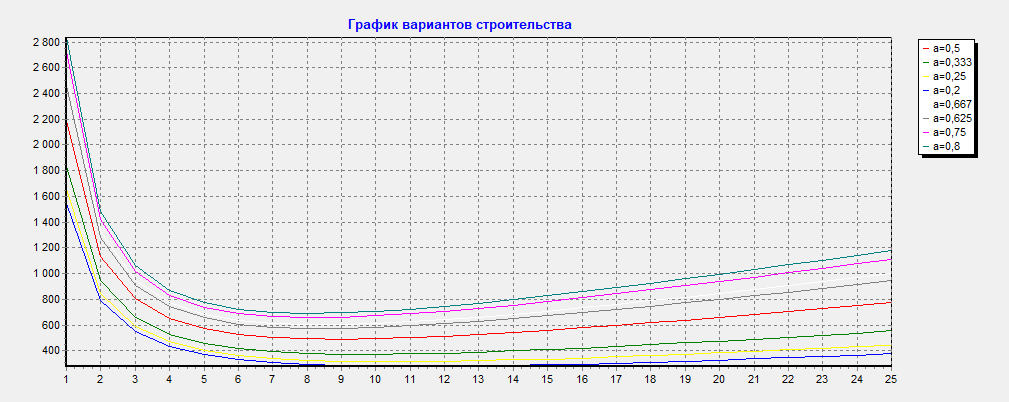 График вариантов строительства
2 800
2 600
2 400
2 200
2 000
1 800
1 600
1 400
1 200
1 000
800
600
400
1 2 3 4 5 6 7 8 9 10 11 12 13 14 15 16 17 18 19 20 21 22 23 24 25
a=0,5
a=0,333
a=0,25
a=0,2
a=0,667
a=0,625
a=0,75
a=0,8